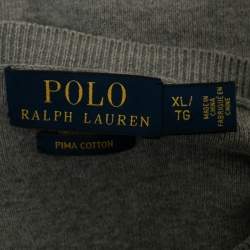 POLO
RALPH LAUREN
XL/
TG
MADE IN
CHINA
FABRIQUÉ EN
CHINE
PIMA COTTON